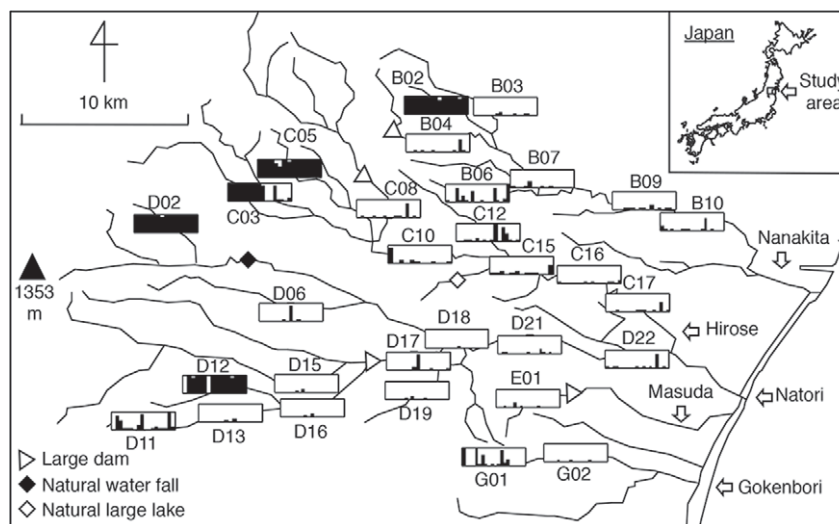 Japan
Study
area
10 km
B02
B03
B04
C05
B06
B07
C03
C08
B09
B10
D02
C12
Nanakita
C10
C15
C16
C17
1353
m
D06
D18
D21
Hirose
D17
D22
D12
D15
E01
Masuda
Natori
D11
D13
D16
D19
G01
G02
Gokenbori
Large dam
Natural water fall
Natural large lake